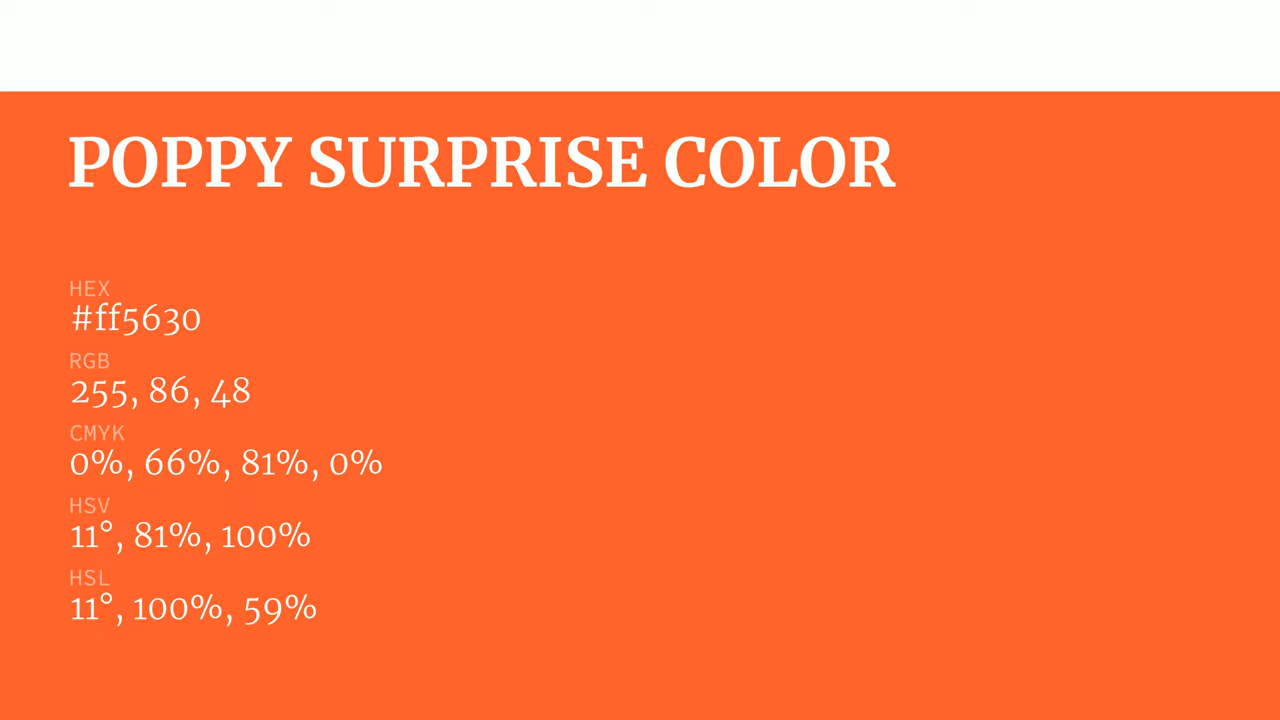 POPPY SURPRISE COLOR
HEX
#ff5630
RGB
255, 86, 48
CMYK
0%, 66%, 81%, 0%
HSV
11°, 81%, 100%
HSL
11°, 100%, 59%